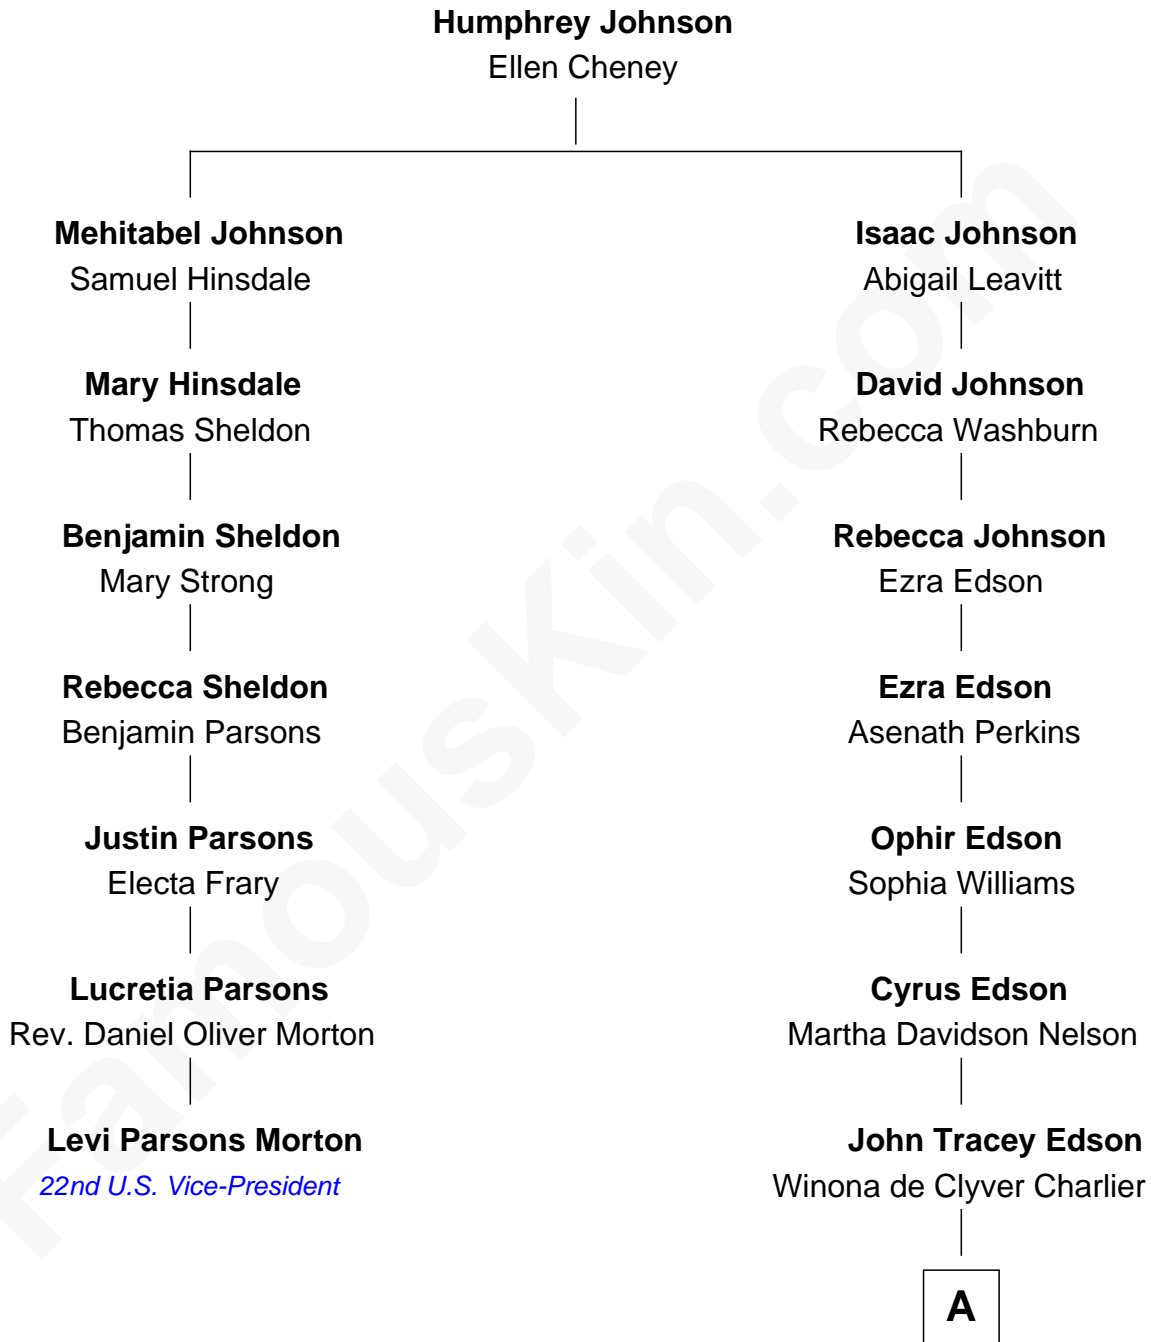 Humphrey Johnson
Ellen Cheney
Mehitabel Johnson
Samuel Hinsdale
Isaac Johnson
Abigail Leavitt
Mary Hinsdale
Thomas Sheldon
David Johnson
Rebecca Washburn
Benjamin Sheldon
Mary Strong
Rebecca Johnson
Ezra Edson
Rebecca Sheldon
Benjamin Parsons
Ezra Edson
Asenath Perkins
Justin Parsons
Electa Frary
Ophir Edson
Sophia Williams
Lucretia Parsons
Rev. Daniel Oliver Morton
Cyrus Edson
Martha Davidson Nelson
Levi Parsons Morton
22nd U.S. Vice-President
John Tracey Edson
Winona de Clyver Charlier
A
FamousKin.com